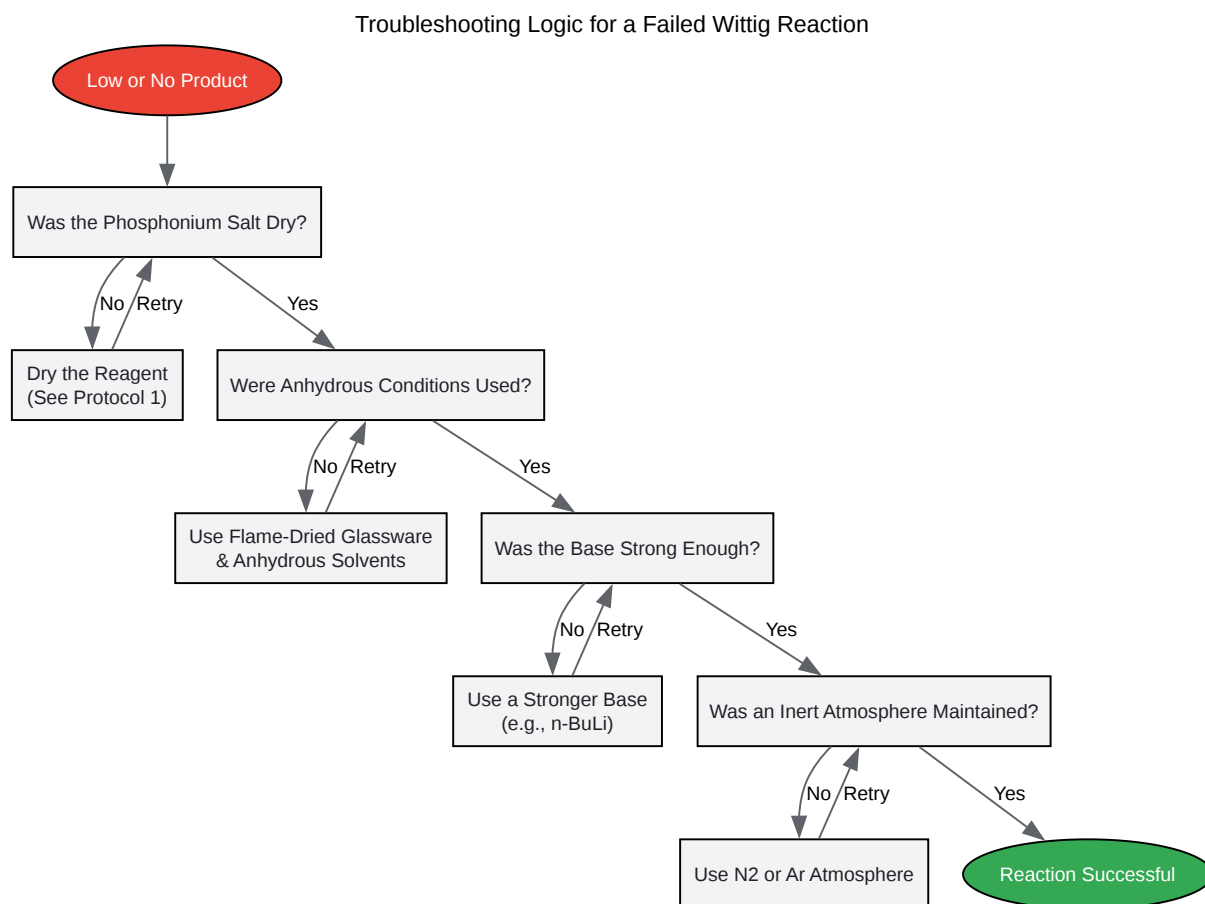 Troubleshooting Logic for a Failed Wittig Reaction
Low or No Product
Was the Phosphonium Salt Dry?
No
Retry
Yes
Dry the Reagent
(See Protocol 1)
Were Anhydrous Conditions Used?
No
Retry
Yes
Use Flame-Dried Glassware
& Anhydrous Solvents
Was the Base Strong Enough?
No
Retry
Yes
Use a Stronger Base
(e.g., n-BuLi)
Was an Inert Atmosphere Maintained?
No
Retry
Yes
Use N2 or Ar Atmosphere
Reaction Successful